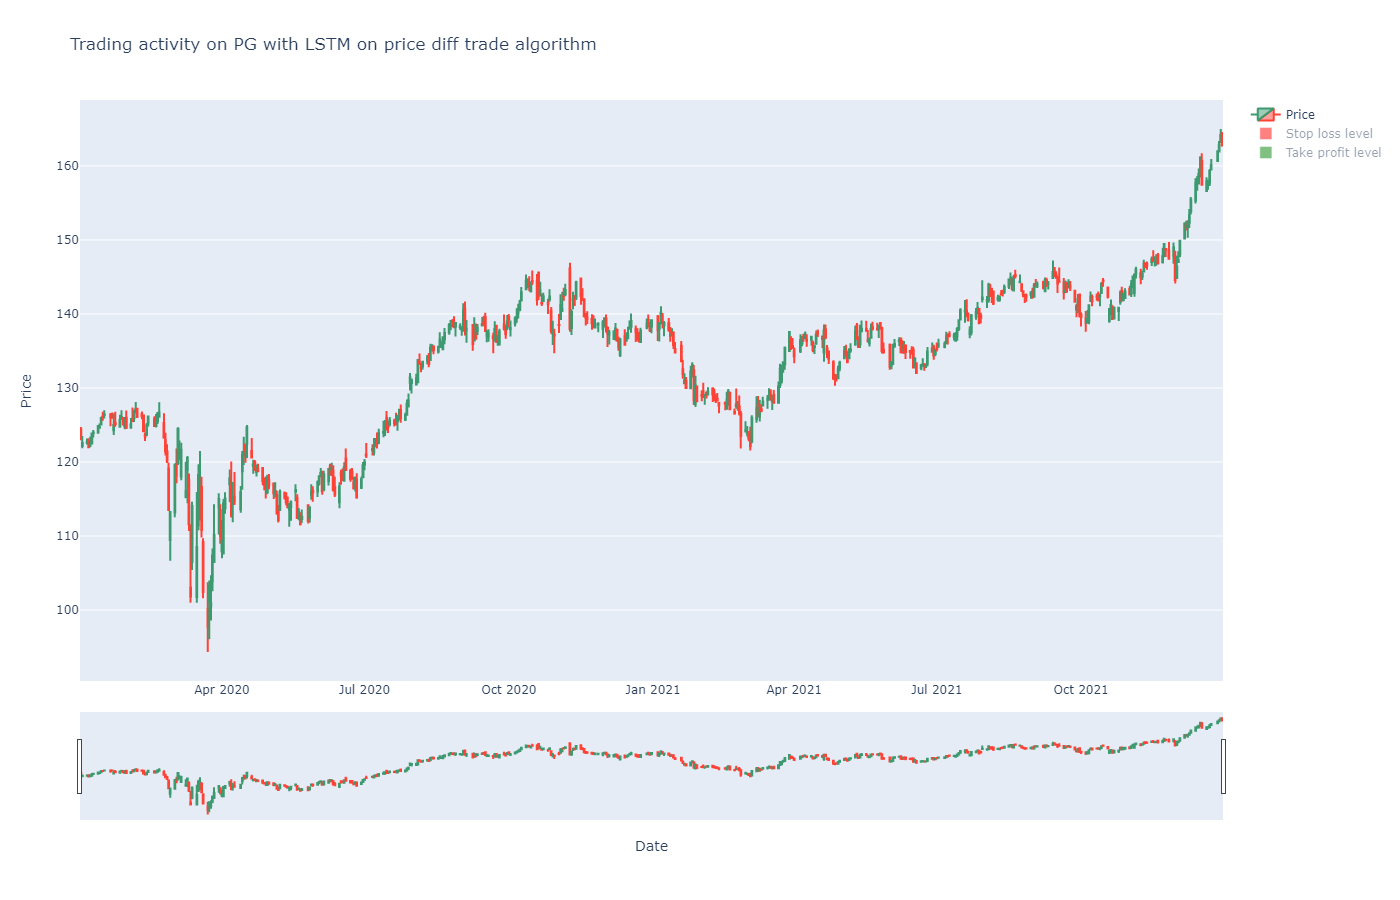 Trading activity on PG with LSTM on price diff trade algorithm
Price
Stop loss level
Take profit level
160
150
140
130
120
110
100
Price
Apr 2020
Jul 2020
Oct 2020
Jan 2021
Apr 2021
Jul 2021
Oct 2021
Date